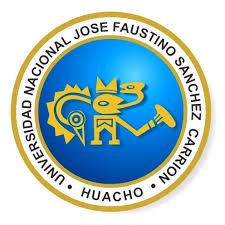 UNIVERSIDAD NACIONAL JOSE FAUSTINO SANCHEZ CARRION
HUACHO